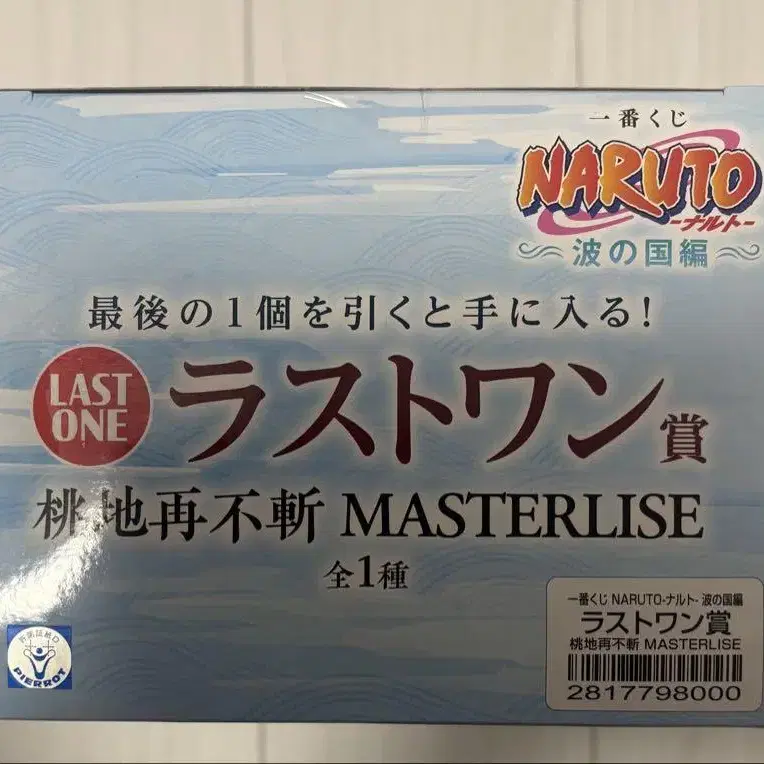 一番くじ
NARUTO
-ナルト-
波の国編
最後の1個を引くと手に入る!
LAST
ONE
ラストワン賞
桃地再不斬 MASTERLISE
全1種
一番くじ NARUTO-ナルト- 波の国編
ラストワン賞
桃地再不斬 MASTERLISE
2817798000
PIERROT